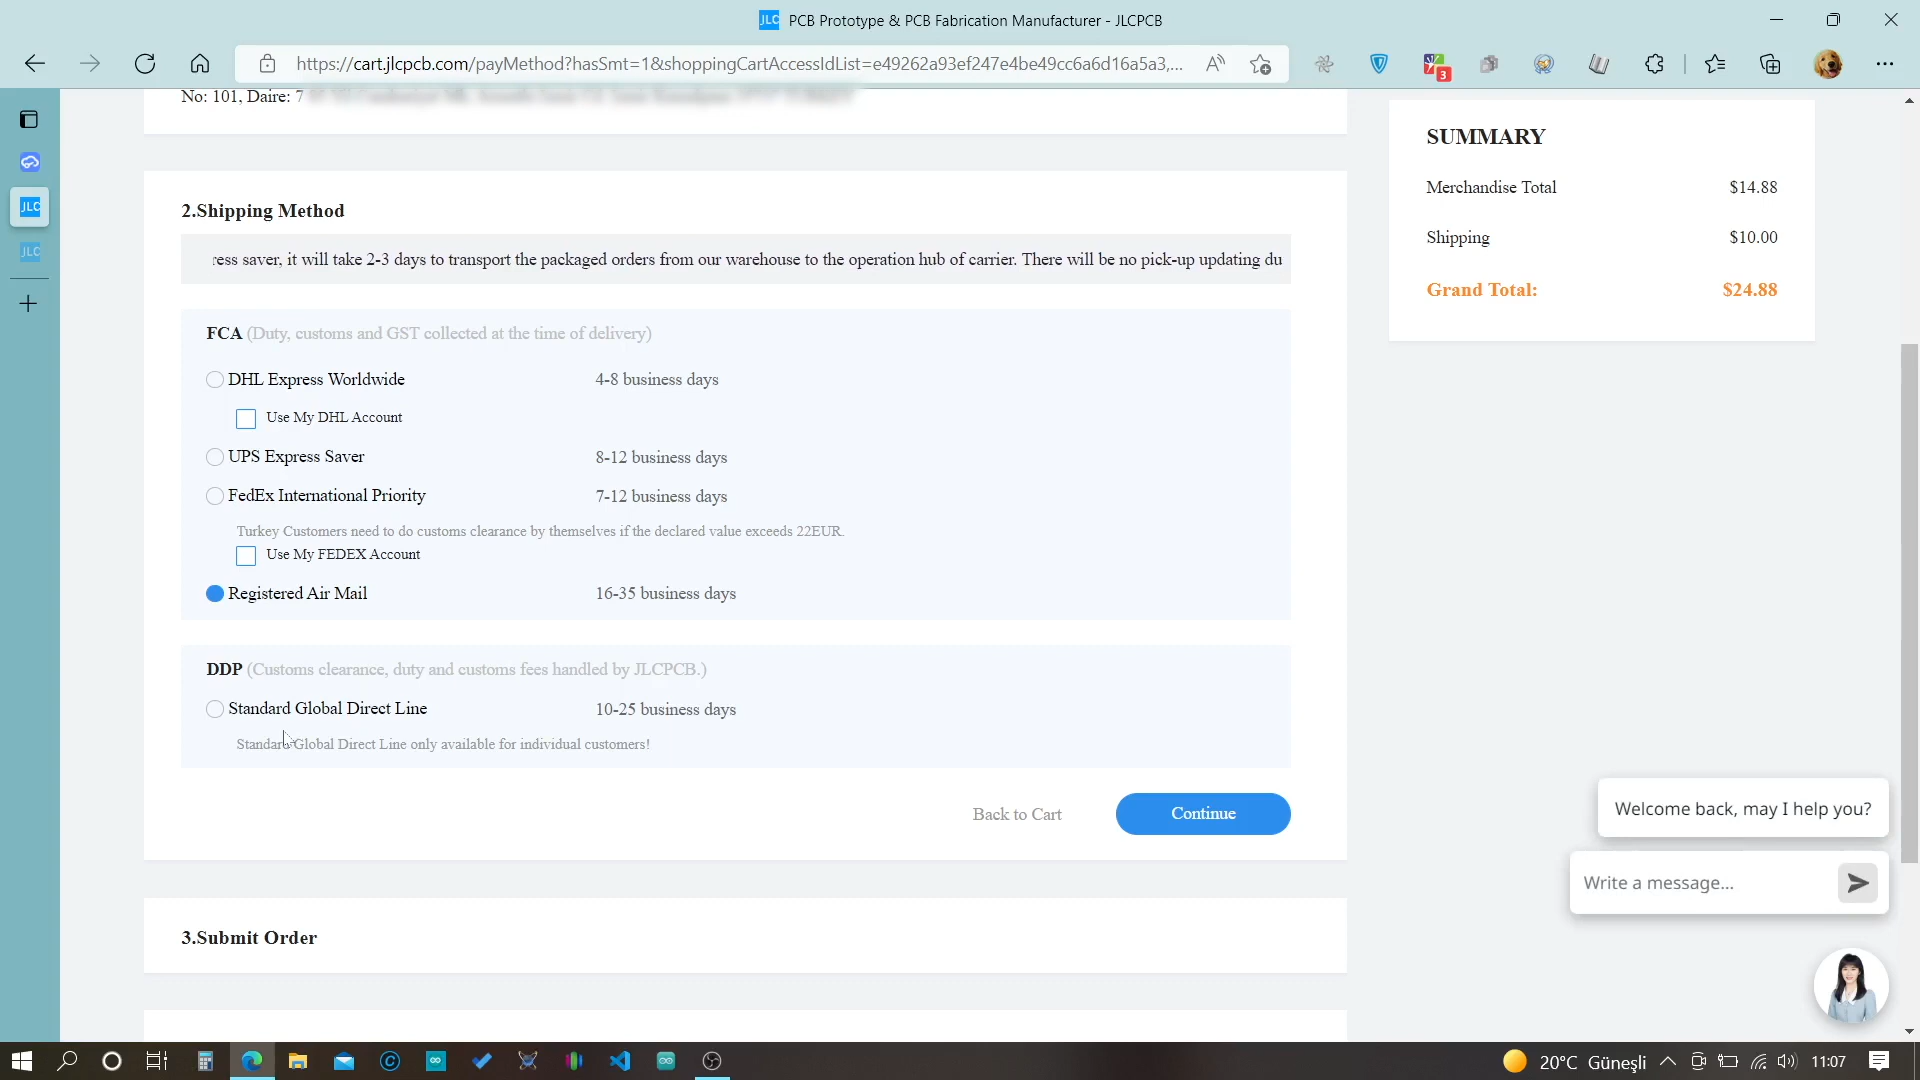 JLC PCB Prototype & PCB Fabrication Manufacturer - JLCPCB
https://cart.jlcpcb.com/payMethod?hasSmt=1&shoppingCartAccessIdList=e49262a93ef247e4be49cc6a6d16a5a3,...
3
JLC
JLC
No: 101, Daire: 7
2.Shipping Method
ress saver, it will take 2-3 days to transport the packaged orders from our warehouse to the operation hub of carrier. There will be no pick-up updating du
FCA (Duty, customs and GST collected at the time of delivery)
DHL Express Worldwide 4-8 business days
Use My DHL Account
UPS Express Saver 8-12 business days
FedEx International Priority 7-12 business days
Turkey Customers need to do customs clearance by themselves if the declared value exceeds 22EUR.
Use My FEDEX Account
Registered Air Mail 16-35 business days
DDP (Customs clearance, duty and customs fees handled by JLCPCB.)
Standard Global Direct Line 10-25 business days
Standard Global Direct Line only available for individual customers!
Back to Cart Continue
3.Submit Order
SUMMARY
Merchandise Total $14.88
Shipping $10.00
Grand Total: $24.88
Welcome back, may I help you?
Write a message...
20°C Güneşli 11:07